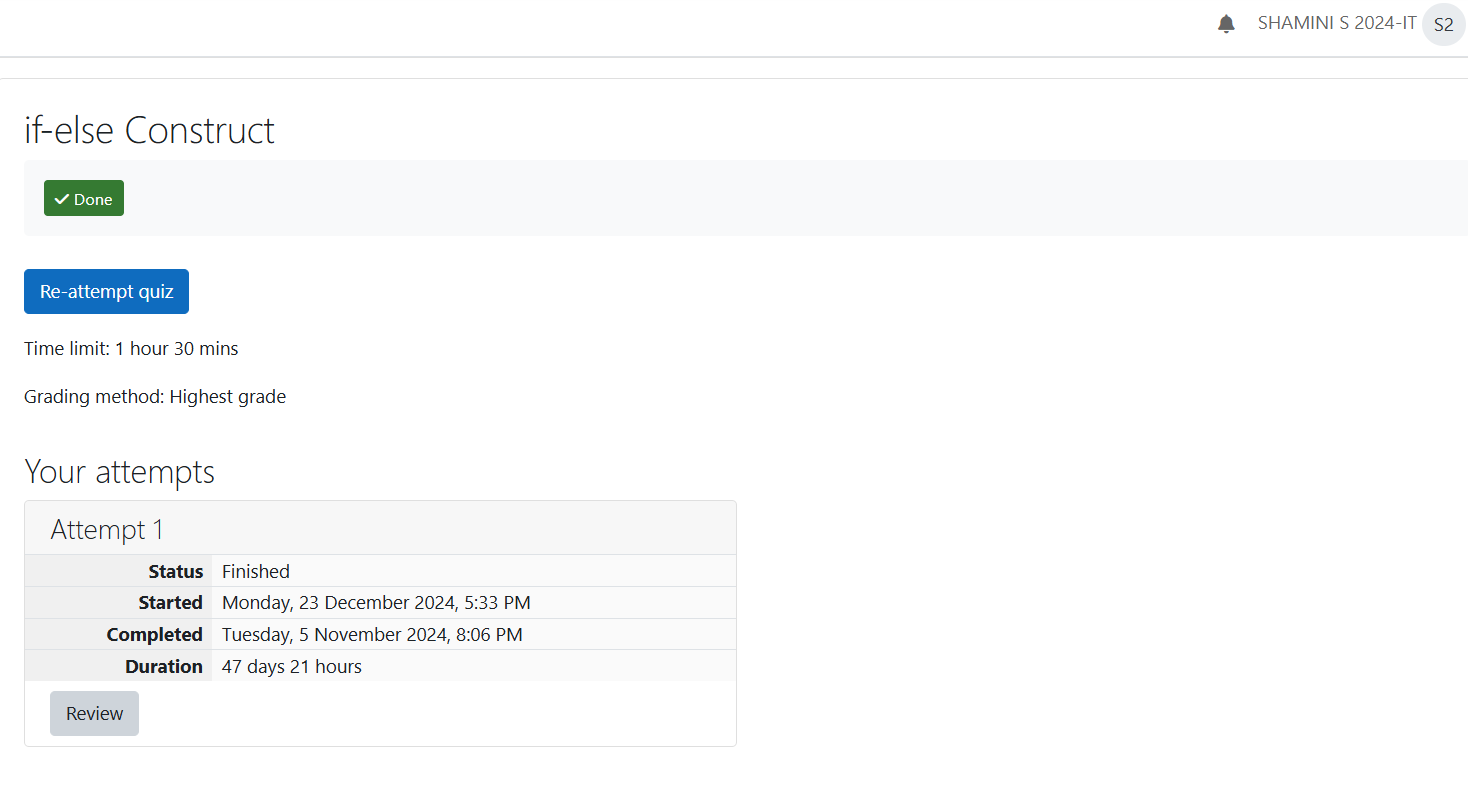 SHAMINI S 2024-IT S2
if-else Construct
Done
Re-attempt quiz
Time limit: 1 hour 30 mins
Grading method: Highest grade
Your attempts
Attempt 1
Status Finished
Started Monday, 23 December 2024, 5:33 PM
Completed Tuesday, 5 November 2024, 8:06 PM
Duration 47 days 21 hours
Review